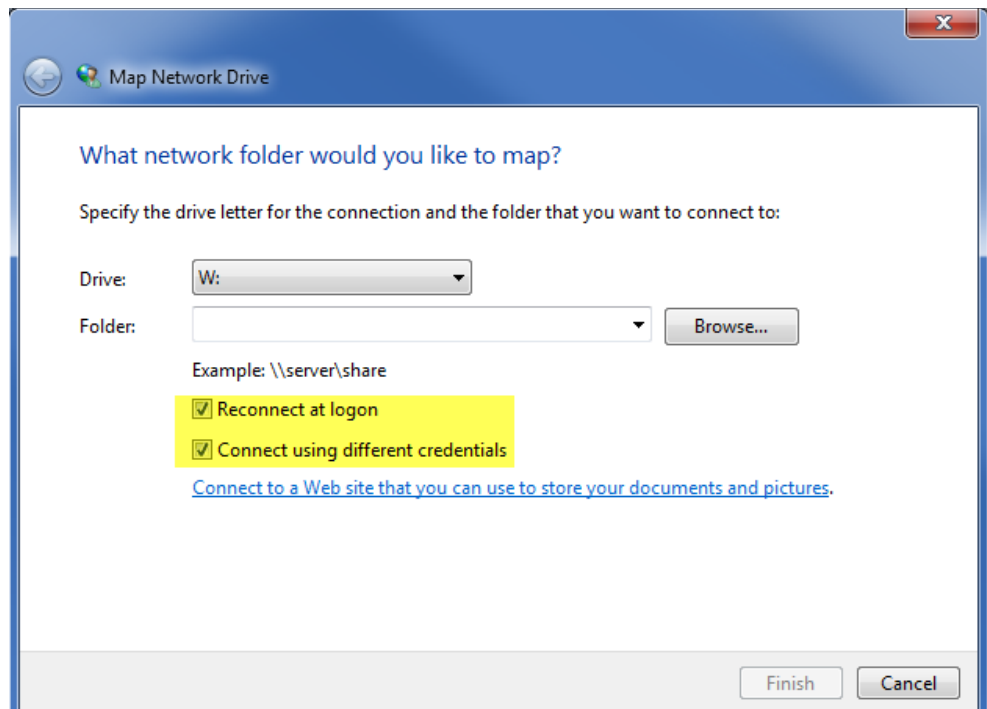 Map Network Drive
What network folder would you like to map?
Specify the drive letter for the connection and the folder that you want to connect to:
Drive: W:
Folder: Browse...
Example: \\server\share
Reconnect at logon
Connect using different credentials
Connect to a Web site that you can use to store your documents and pictures.
Finish Cancel